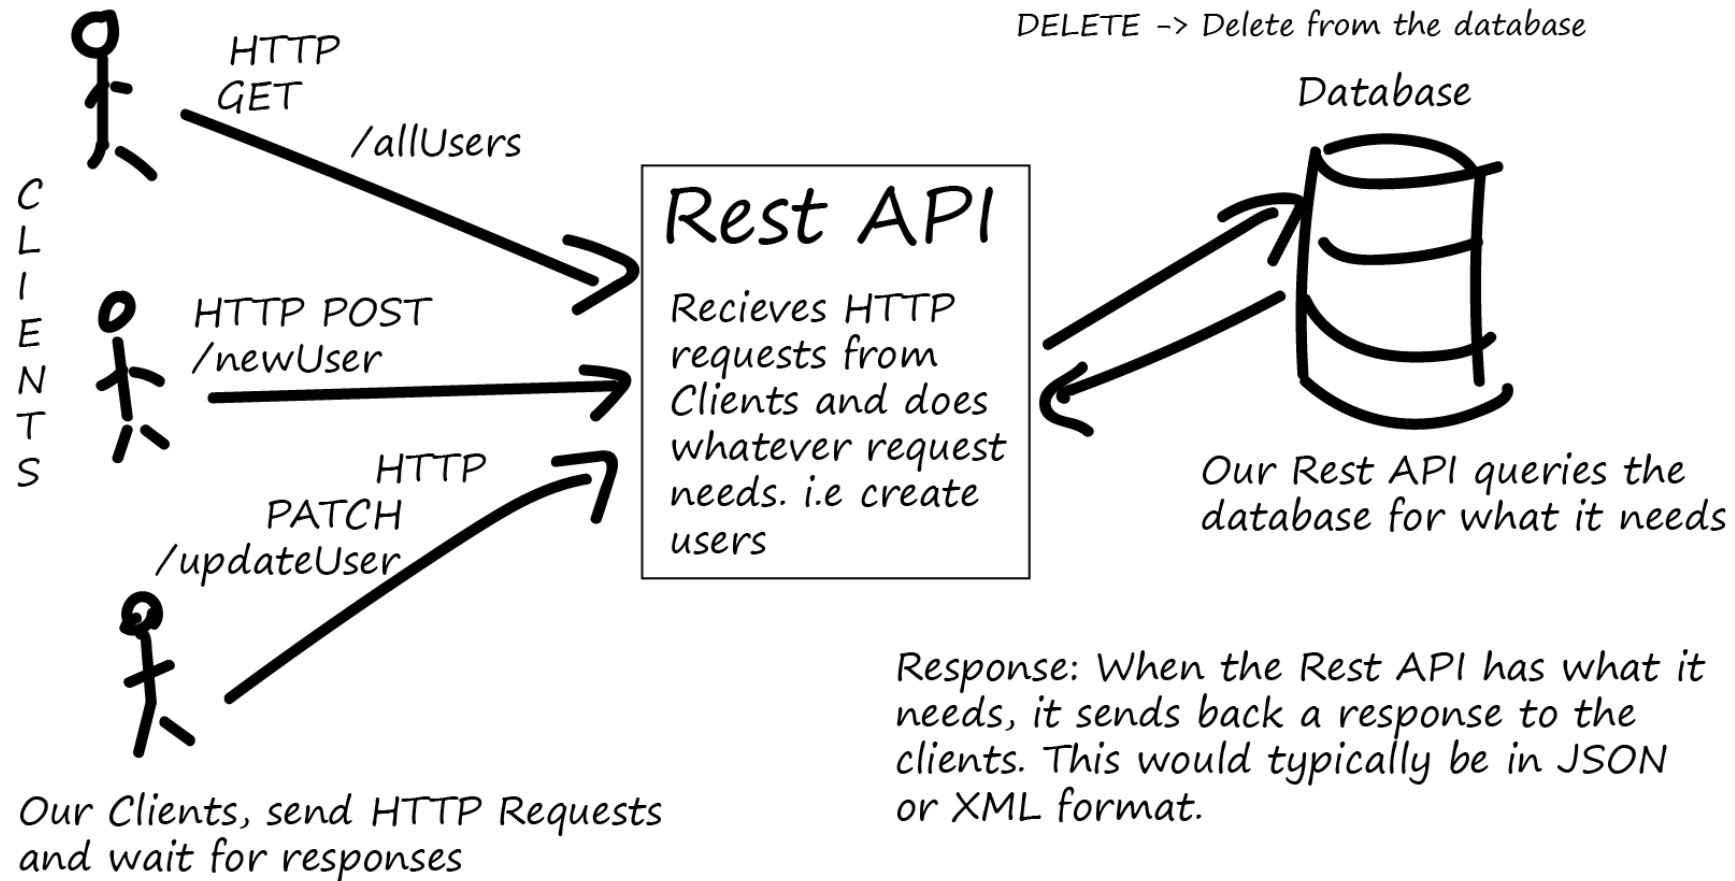 HTTP
GET
/allUsers
CLIENTS
HTTP POST
/newUser
HTTP
PATCH
/updateUser
Our Clients, send HTTP Requests
and wait for responses
Rest API
Recieves HTTP
requests from
Clients and does
whatever request
needs. i.e create
users
DELETE -> Delete from the database
Database
Our Rest API queries the
database for what it needs
Response: When the Rest API has what it
needs, it sends back a response to the
clients. This would typically be in JSON
or XML format.